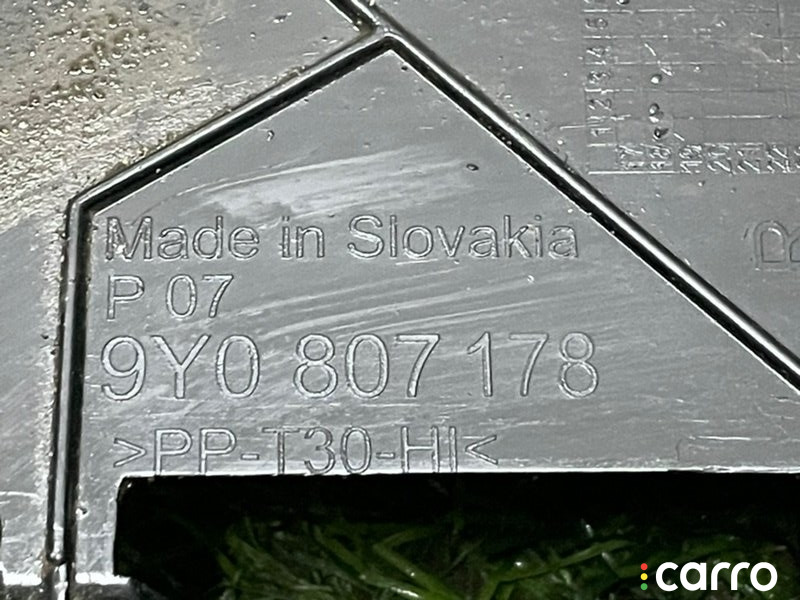 Made in Slovakia
P 07
9Y0 807 178
>PP-T30-HI<
carro